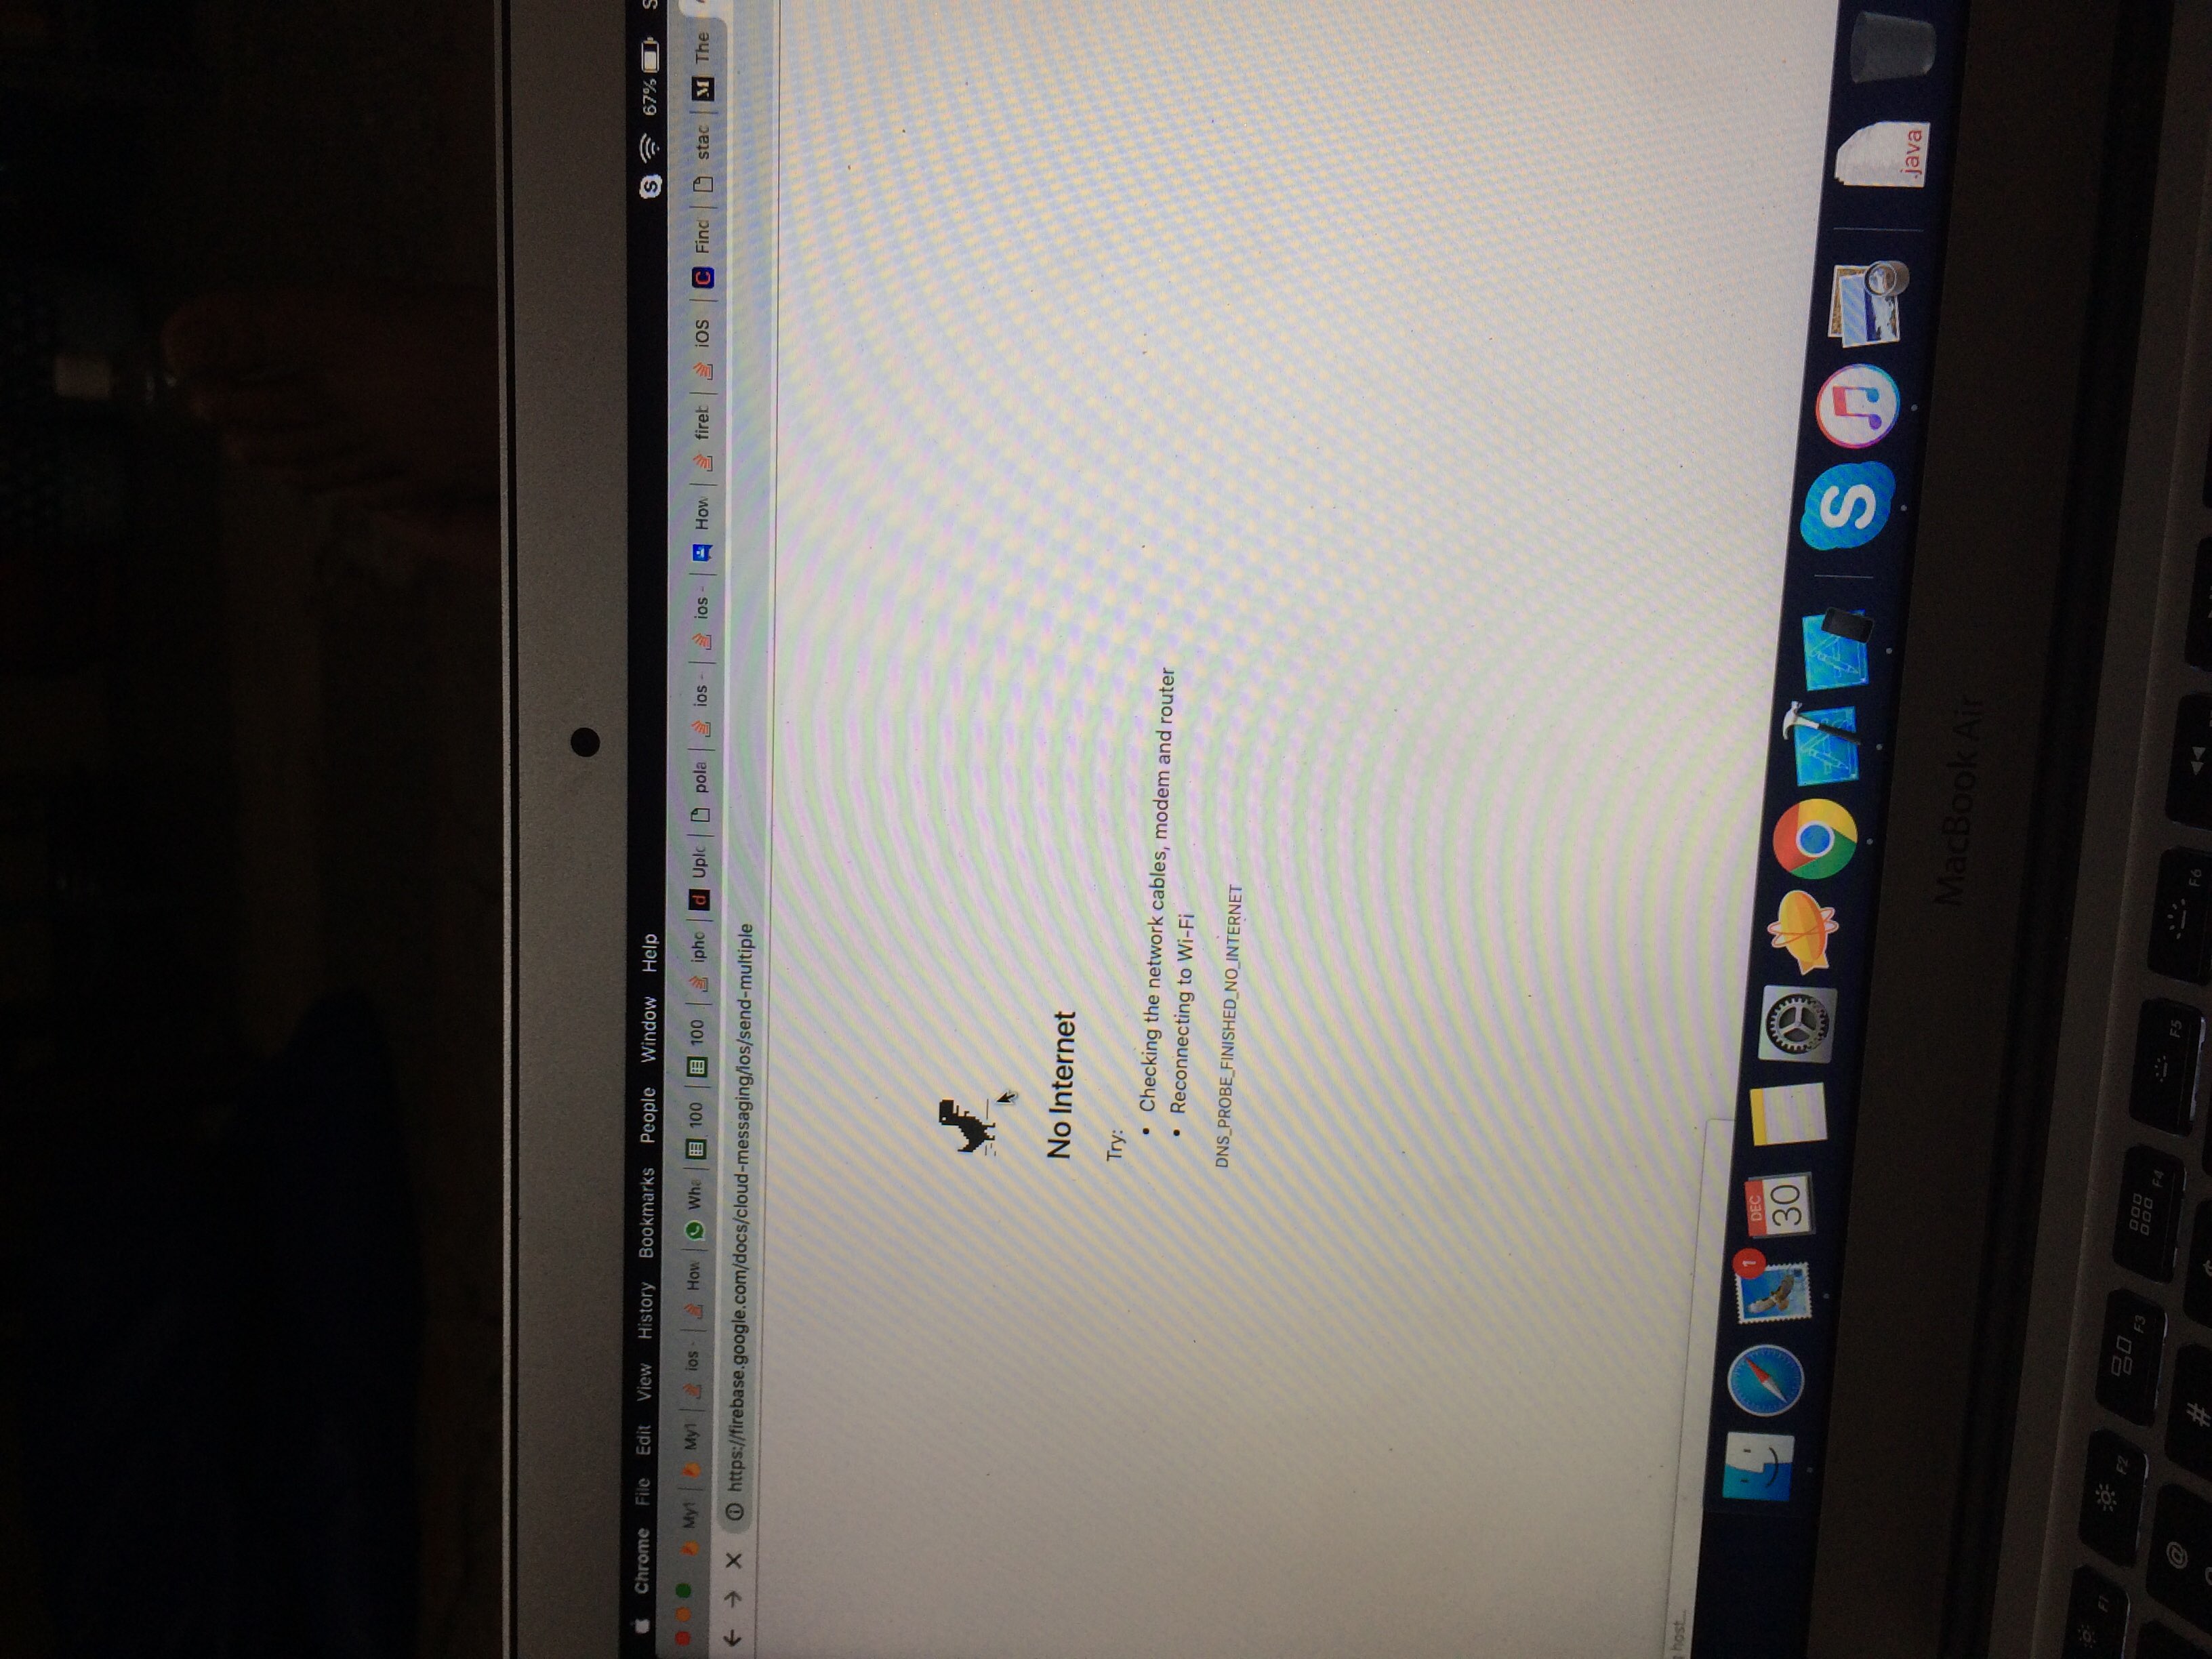 Chrome File Edit View History Bookmarks People Window Help 67%
My1 My1 ios - How Wha 100 100 ipho d Uplc pola ios - ios - How fireb iOS C Finc stac M The
https://firebase.google.com/docs/cloud-messaging/ios/send-multiple
No Internet
Try:
• Checking the network cables, modem and router
• Reconnecting to Wi-Fi
DNS_PROBE_FINISHED_NO_INTERNET
host...
1
DEC
30
S
.java
MacBook Air
F1 F2 F3 F4 F5 F6
@ #